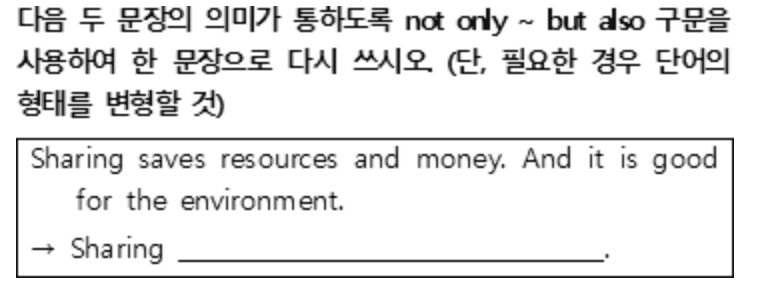 다음 두 문장의 의미가 통하도록 not only ~ but also 구문을
사용하여 한 문장으로 다시 쓰시오. (단, 필요한 경우 단어의
형태를 변형할 것)
Sharing saves resources and money. And it is good
for the environment.
→ Sharing ______________________________.